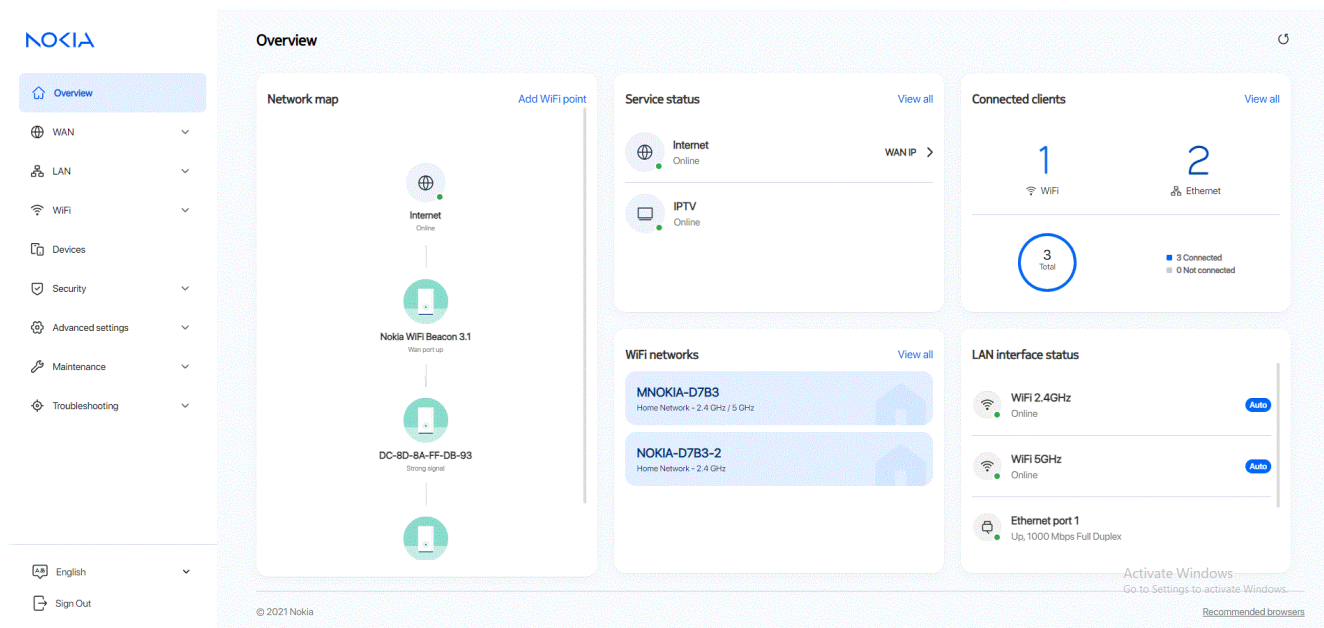 NOKIA
Overview
WAN
LAN
WiFi
Devices
Security
Advanced settings
Maintenance
Troubleshooting
English
Sign Out
Overview
Network map
Add WiFi point
Internet
Online
Nokia WiFi Beacon 3.1
Wan port up
DC-8D-8A-FF-DB-93
Strong signal
Service status
View all
Internet
Online
WAN IP
IPTV
Online
Connected clients
View all
1
WiFi
2
Ethernet
3
Total
3 Connected
0 Not connected
WiFi networks
View all
MNOKIA-D7B3
Home Network - 2.4 GHz / 5 GHz
NOKIA-D7B3-2
Home Network - 2.4 GHz
LAN interface status
WiFi 2.4GHz
Online
Auto
WiFi 5GHz
Online
Auto
Ethernet port 1
Up, 1000 Mbps Full Duplex
Activate Windows
Go to Settings to activate Windows.
© 2021 Nokia
Recommended browsers